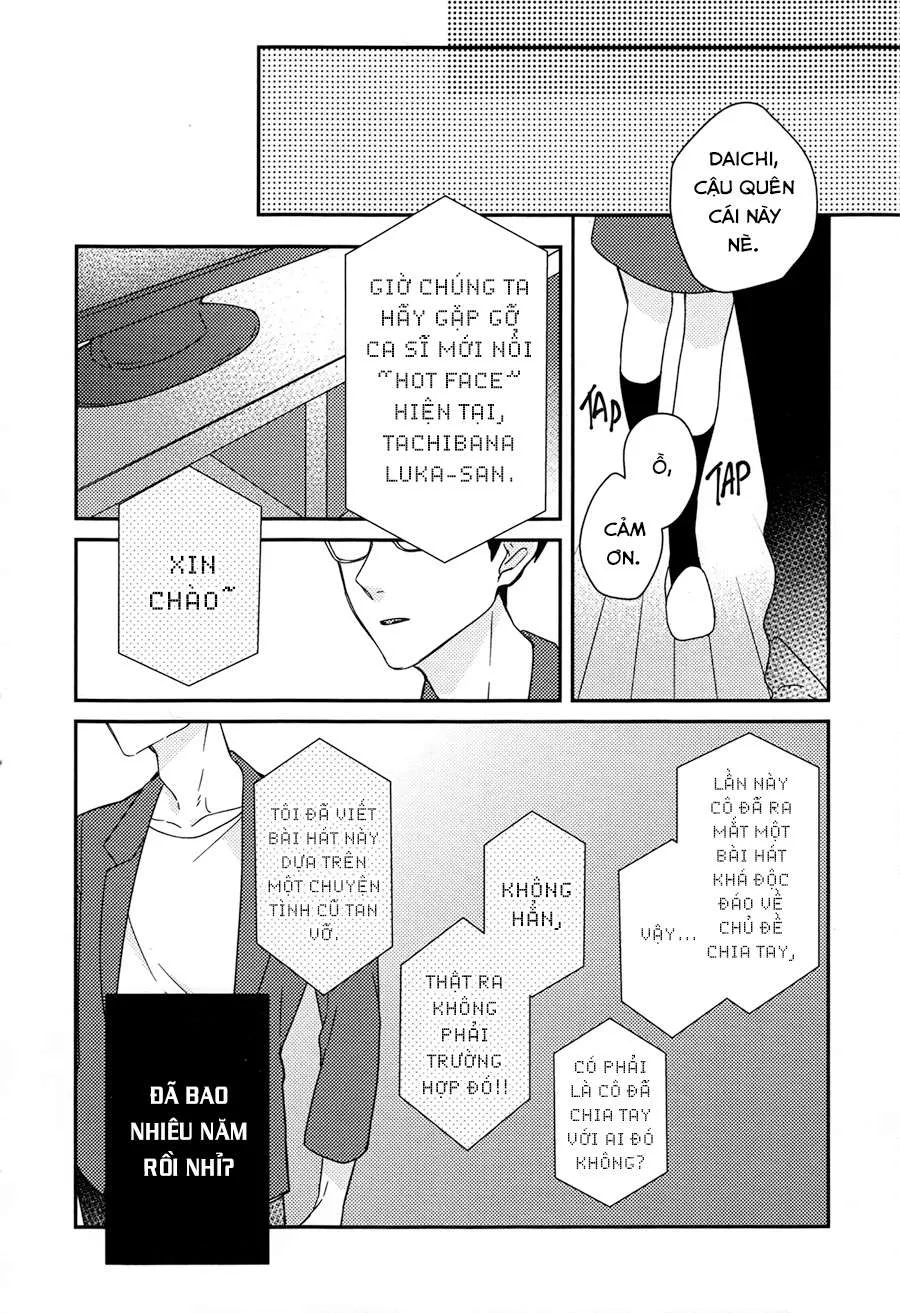 DAICHI,
CẬU QUÊN
CÁI NÀY
NÈ.
TAP
TAP
Ồ,
CẢM
ƠN.
GIỜ CHÚNG TA
HÃY GẶP GỠ
CA SĨ MỚI NỔI
~HOT FACE~
HIỆN TẠI,
TACHIBANA
LUKA-SAN.
XIN
CHÀO~
LẦN NÀY
CÔ ĐÃ RA
MẮT MỘT
BÀI HÁT
KHÁ ĐỘC
ĐÁO VỀ
CHỦ ĐỀ
CHIA TAY,
VẬY...
CÓ PHẢI
LÀ CÔ ĐÃ
CHIA TAY
VỚI AI ĐÓ
KHÔNG?
KHÔNG
HẲN,
THẬT RA
KHÔNG
PHẢI
TRƯỜNG
HỢP ĐÓ!!
TÔI ĐÃ VIẾT
BÀI HÁT NÀY
DỰA TRÊN
MỘT CHUYỆN
TÌNH CŨ TAN
VỠ.
ĐÃ BAO
NHIÊU NĂM
RỒI NHỈ?